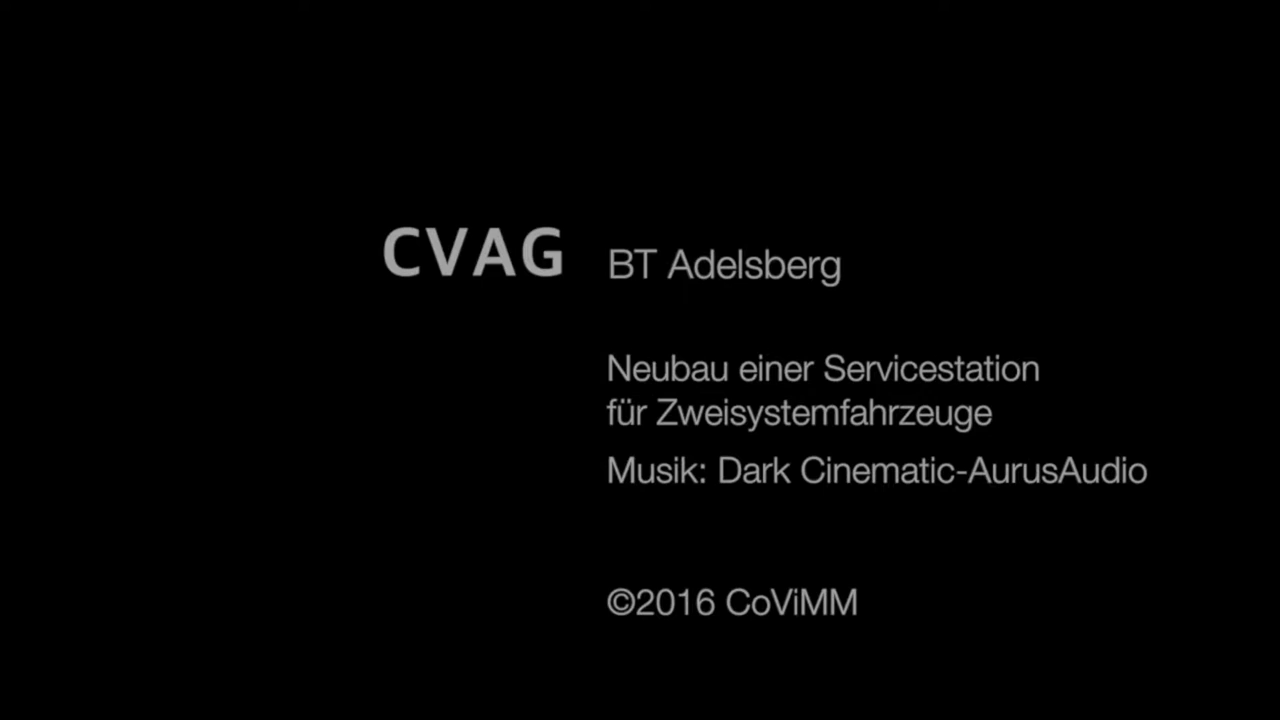 CVAG BT Adelsberg
Neubau einer Servicestation
für Zweisystemfahrzeuge
Musik: Dark Cinematic-AurusAudio
©2016 CoViMM